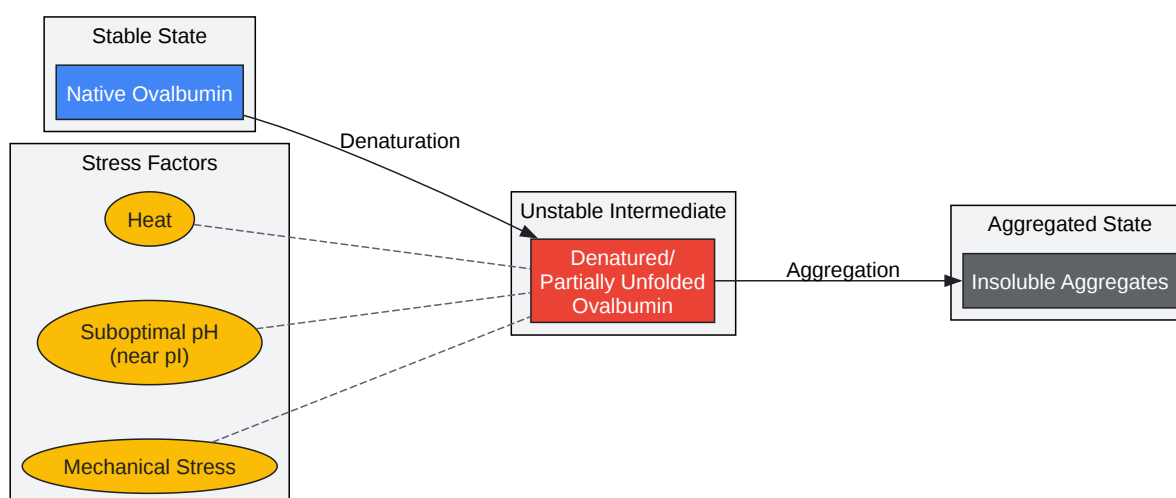 Stable State
Native Ovalbumin
Denaturation
Stress Factors
Heat
Suboptimal pH
(near pI)
Mechanical Stress
Unstable Intermediate
Denatured/
Partially Unfolded
Ovalbumin
Aggregation
Aggregated State
Insoluble Aggregates